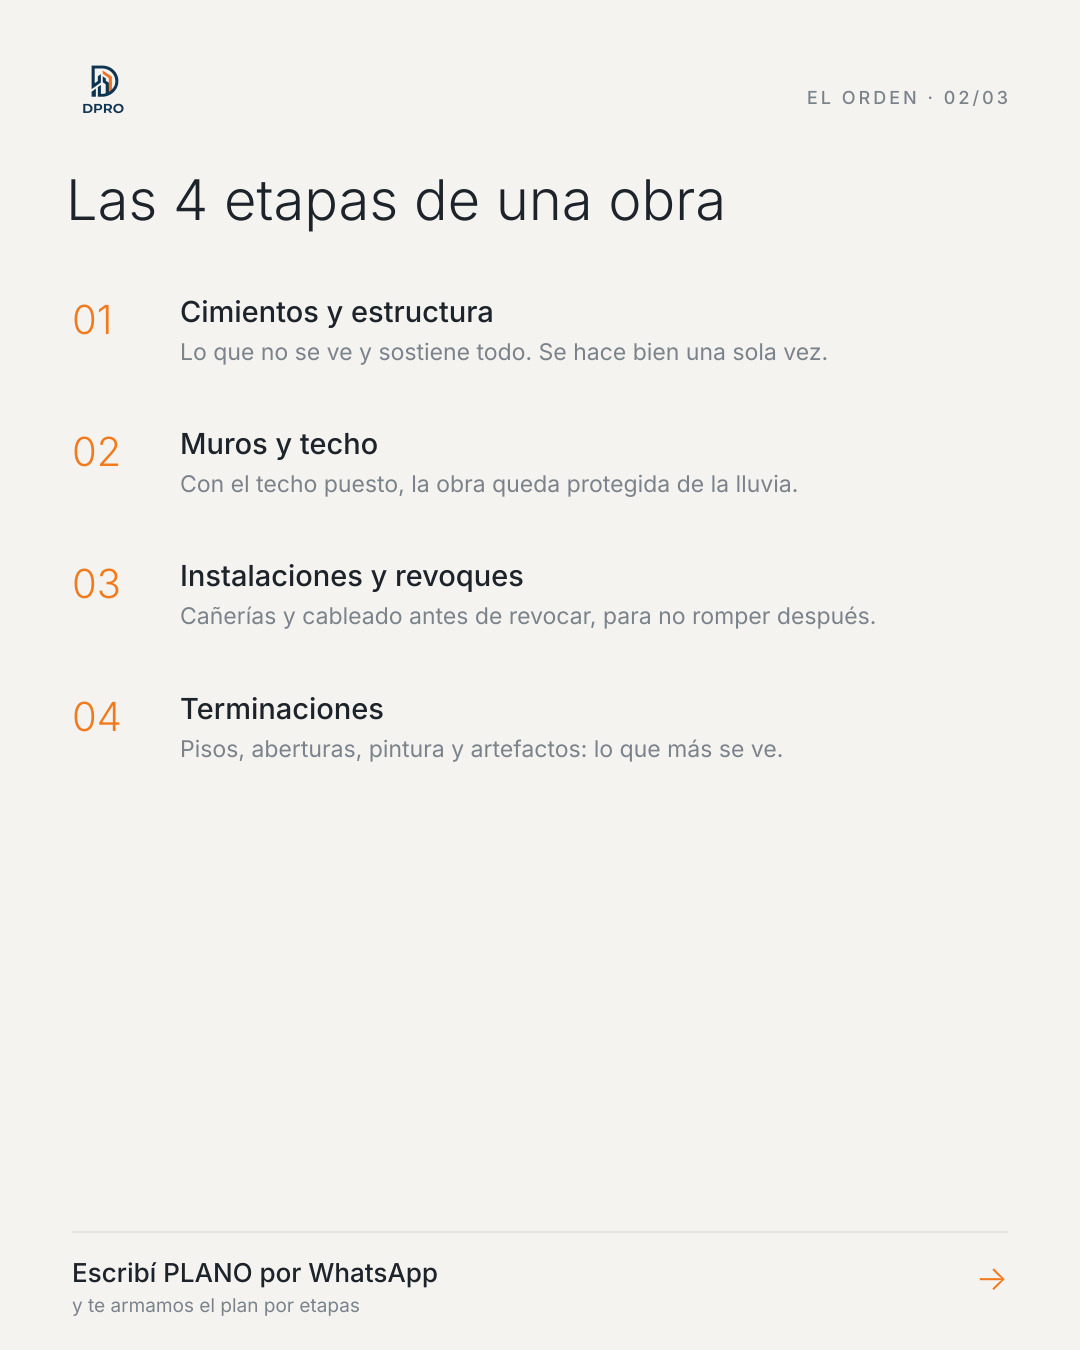 DPRO
EL ORDEN · 02/03
Las 4 etapas de una obra
01
Cimientos y estructura
Lo que no se ve y sostiene todo. Se hace bien una sola vez.
02
Muros y techo
Con el techo puesto, la obra queda protegida de la lluvia.
03
Instalaciones y revoques
Cañerías y cableado antes de revocar, para no romper después.
04
Terminaciones
Pisos, aberturas, pintura y artefactos: lo que más se ve.
Escribí PLANO por WhatsApp
y te armamos el plan por etapas